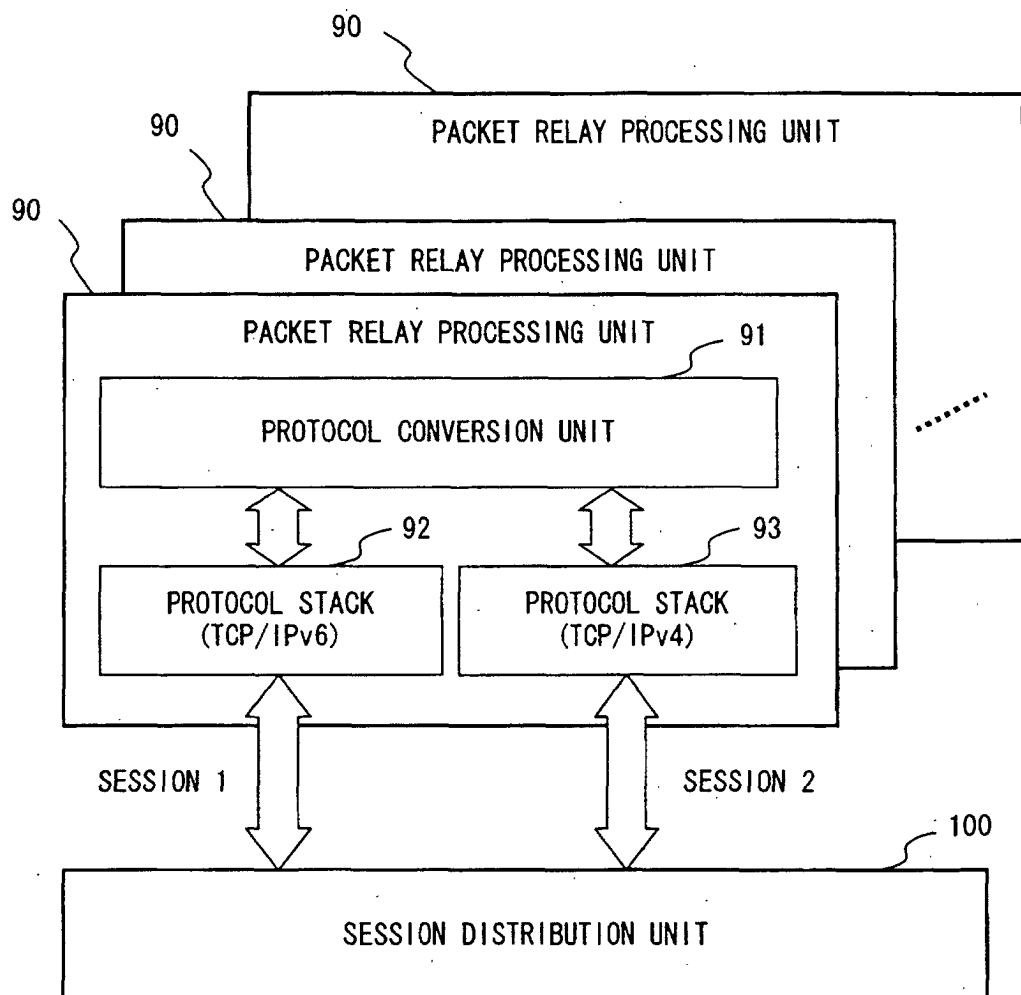 90
90
PACKET RELAY PROCESSING UNIT
90
PACKET RELAY PROCESSING UNIT
PACKET RELAY PROCESSING UNIT
91
PROTOCOL CONVERSION UNIT
92
93
PROTOCOL STACK
(TCP/IPv6)
PROTOCOL STACK
(TCP/IPv4)
SESSION 1
SESSION 2
100
SESSION DISTRIBUTION UNIT